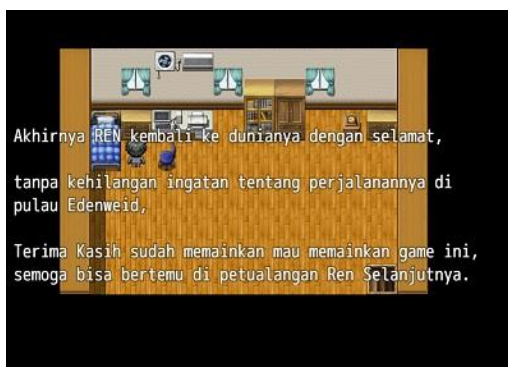 Akhirnya REN kembali ke dunianya dengan selamat,
tanpa kehilangan ingatan tentang perjalanannya di
pulau Edenweid,
Terima Kasih sudah memainkan mau memainkan game ini,
semoga bisa bertemu di petualangan Ren Selanjutnya.